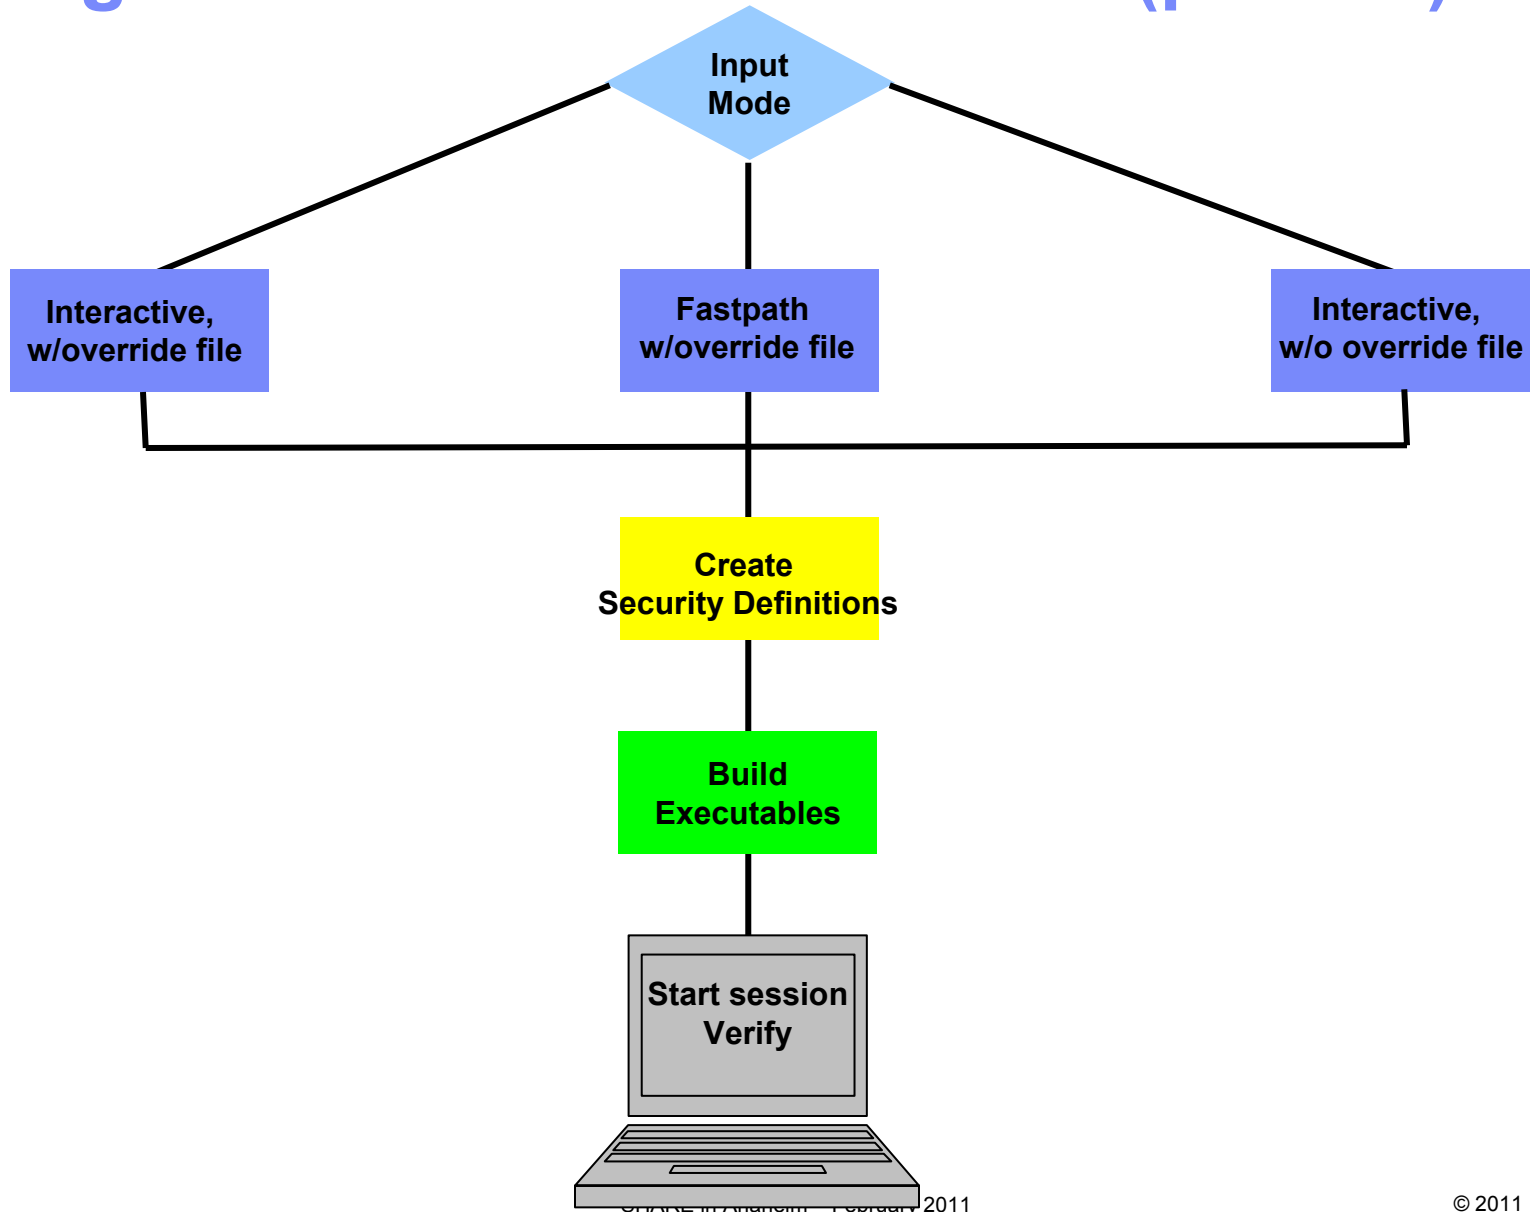 Input
Mode
Interactive,
w/override file
Fastpath
w/override file
Interactive,
w/o override file
Create
Security Definitions
Build
Executables
Start session
Verify
2011
© 2011